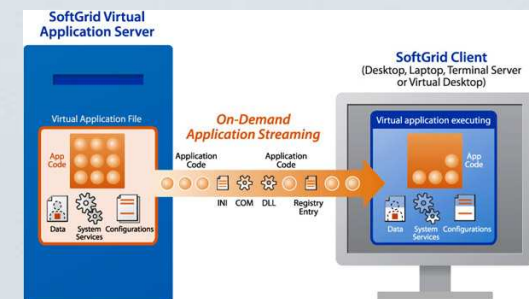 SoftGrid Virtual
Application Server
SoftGrid Client
(Desktop, Laptop, Terminal Server
or Virtual Desktop)
Virtual Application File
On-Demand
Application Streaming
Virtual application executing
App
Code
Application
Code
Application
Code
App
Code
INI COM DLL Registry
Entry
Data System
Services Configurations
Data System
Services Configurations